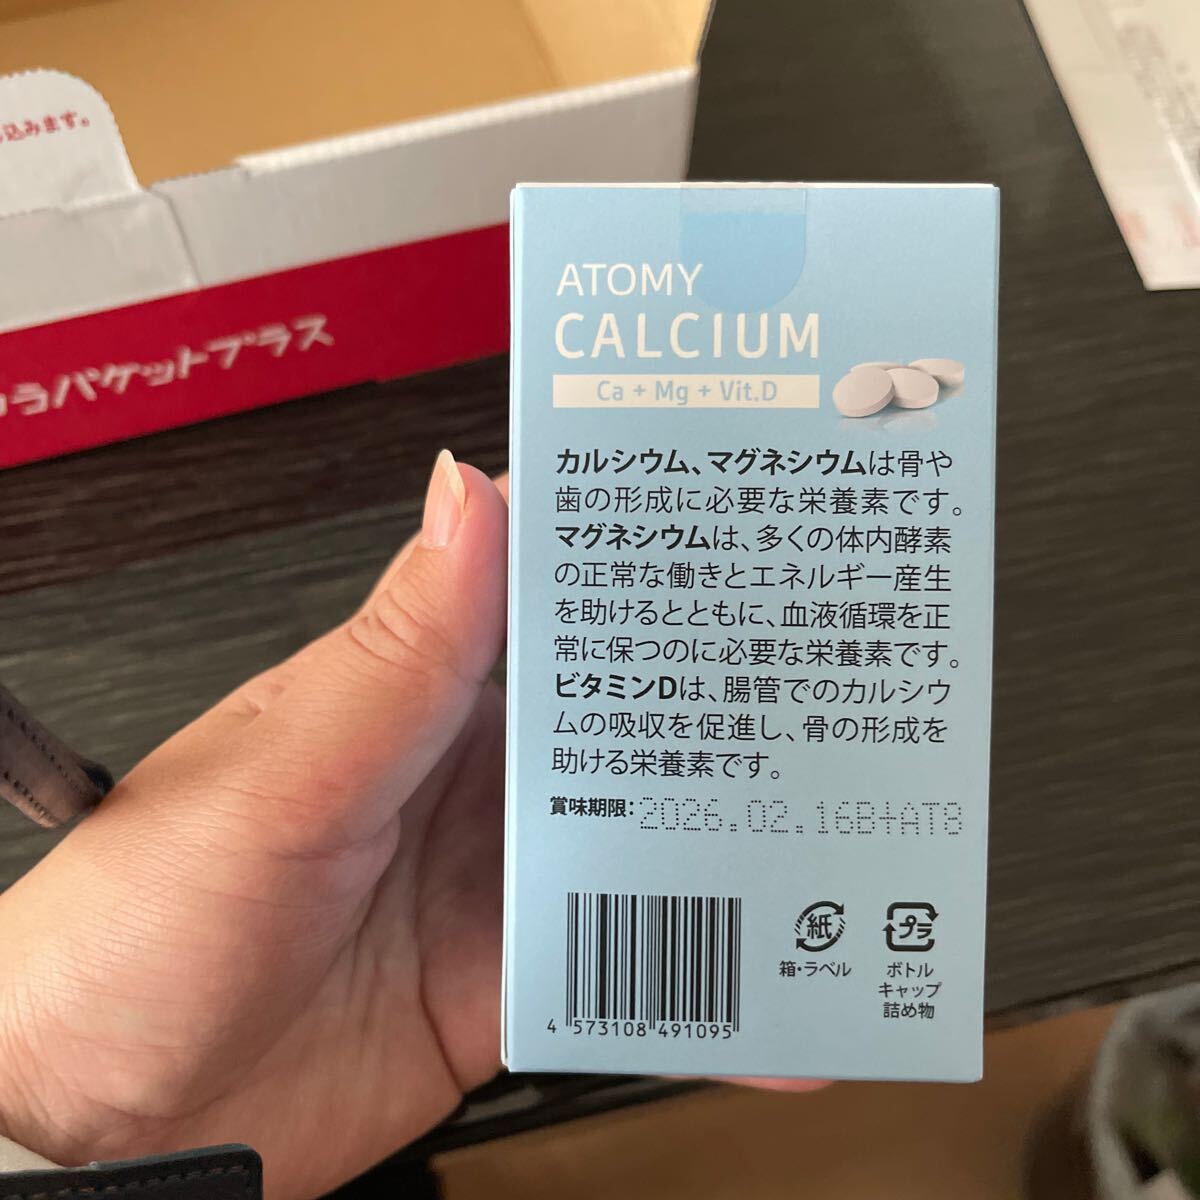 込みます。
うパケットプラス
ATOMY
CALCIUM
Ca + Mg + Vit.D
カルシウム、マグネシウムは骨や
歯の形成に必要な栄養素です。
マグネシウムは、多くの体内酵素
の正常な働きとエネルギー産生
を助けるとともに、血液循環を正
常に保つのに必要な栄養素です。
ビタミンDは、腸管でのカルシウ
ムの吸収を促進し、骨の形成を
助ける栄養素です。
賞味期限：2026.02.16B+AT8
4 573108 491095
紙
箱・ラベル
プラ
ボトル
キャップ
詰め物